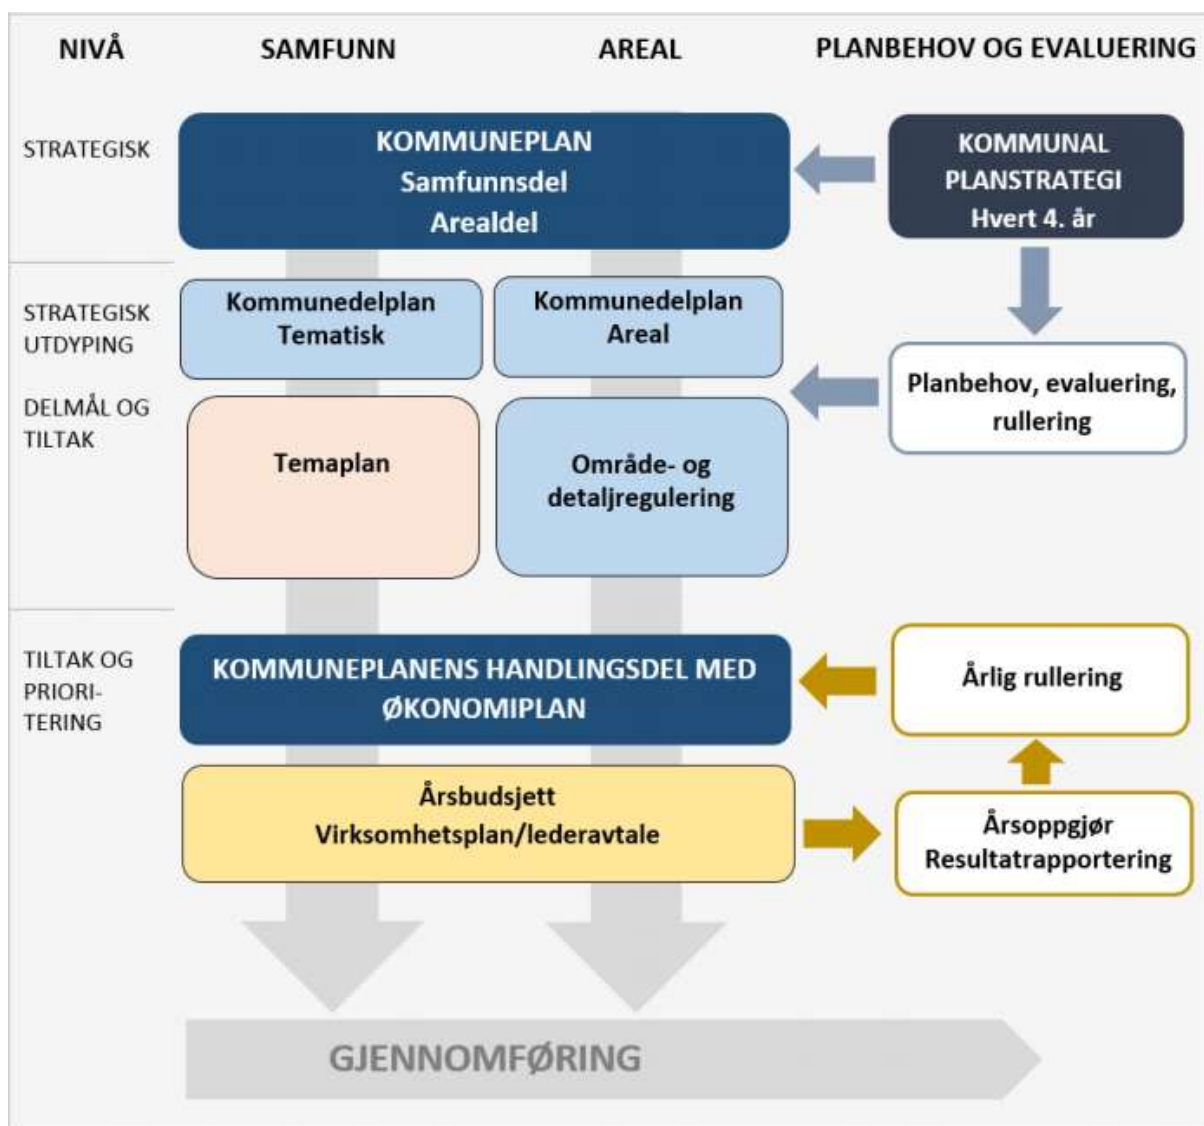 NIVÅ
SAMFUNN
AREAL
PLANBEHOV OG EVALUERING
STRATEGISK
KOMMUNEPLAN
Samfunnsdel
Arealdel
KOMMUNAL
PLANSTRATEGI
Hvert 4. år
STRATEGISK
UTDYPING
Kommunedelplan
Tematisk
Kommunedelplan
Areal
Planbehov, evaluering,
rullering
DELMÅL OG
TILTAK
Temaplan
Område- og
detaljregulering
TILTAK OG
PRIORI-
TERING
KOMMUNEPLANENS HANDLINGSDEL MED
ØKONOMIPLAN
Årlig rullering
Årsbudsjett
Virksomhetsplan/lederavtale
Årsoppgjør
Resultatrapportering
GJENNOMFØRING